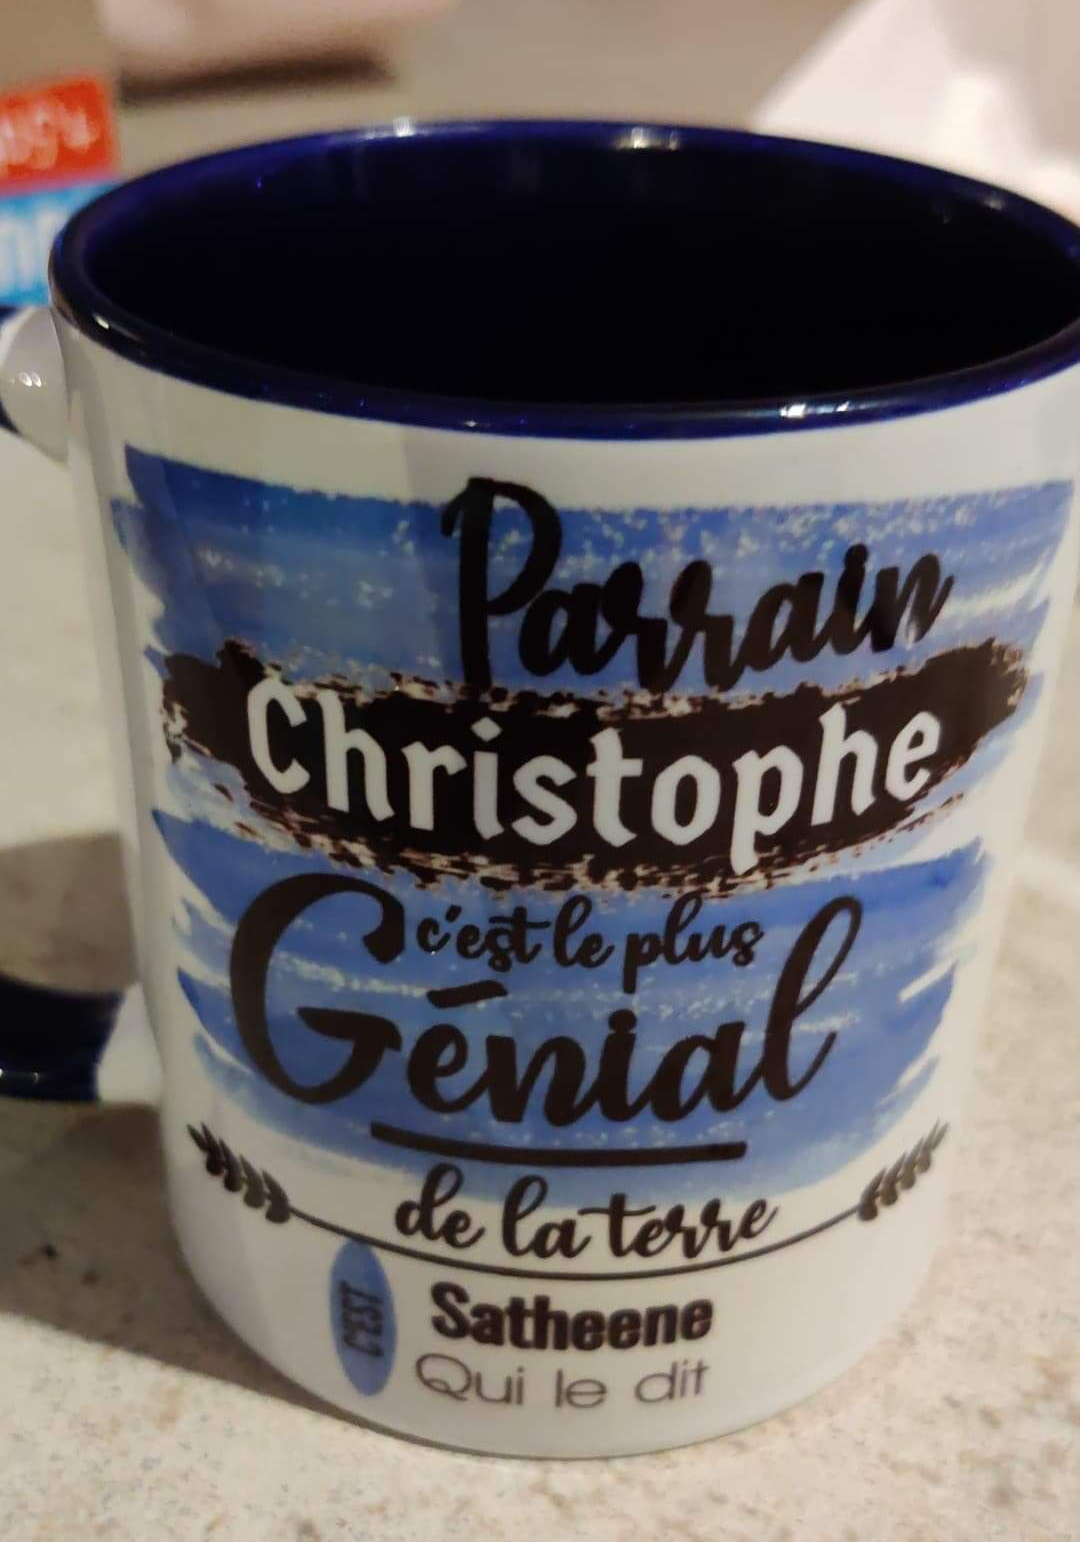 Parrain
Christophe
c'est le plus
Génial
de la terre
C'EST
Satheene
Qui le dit